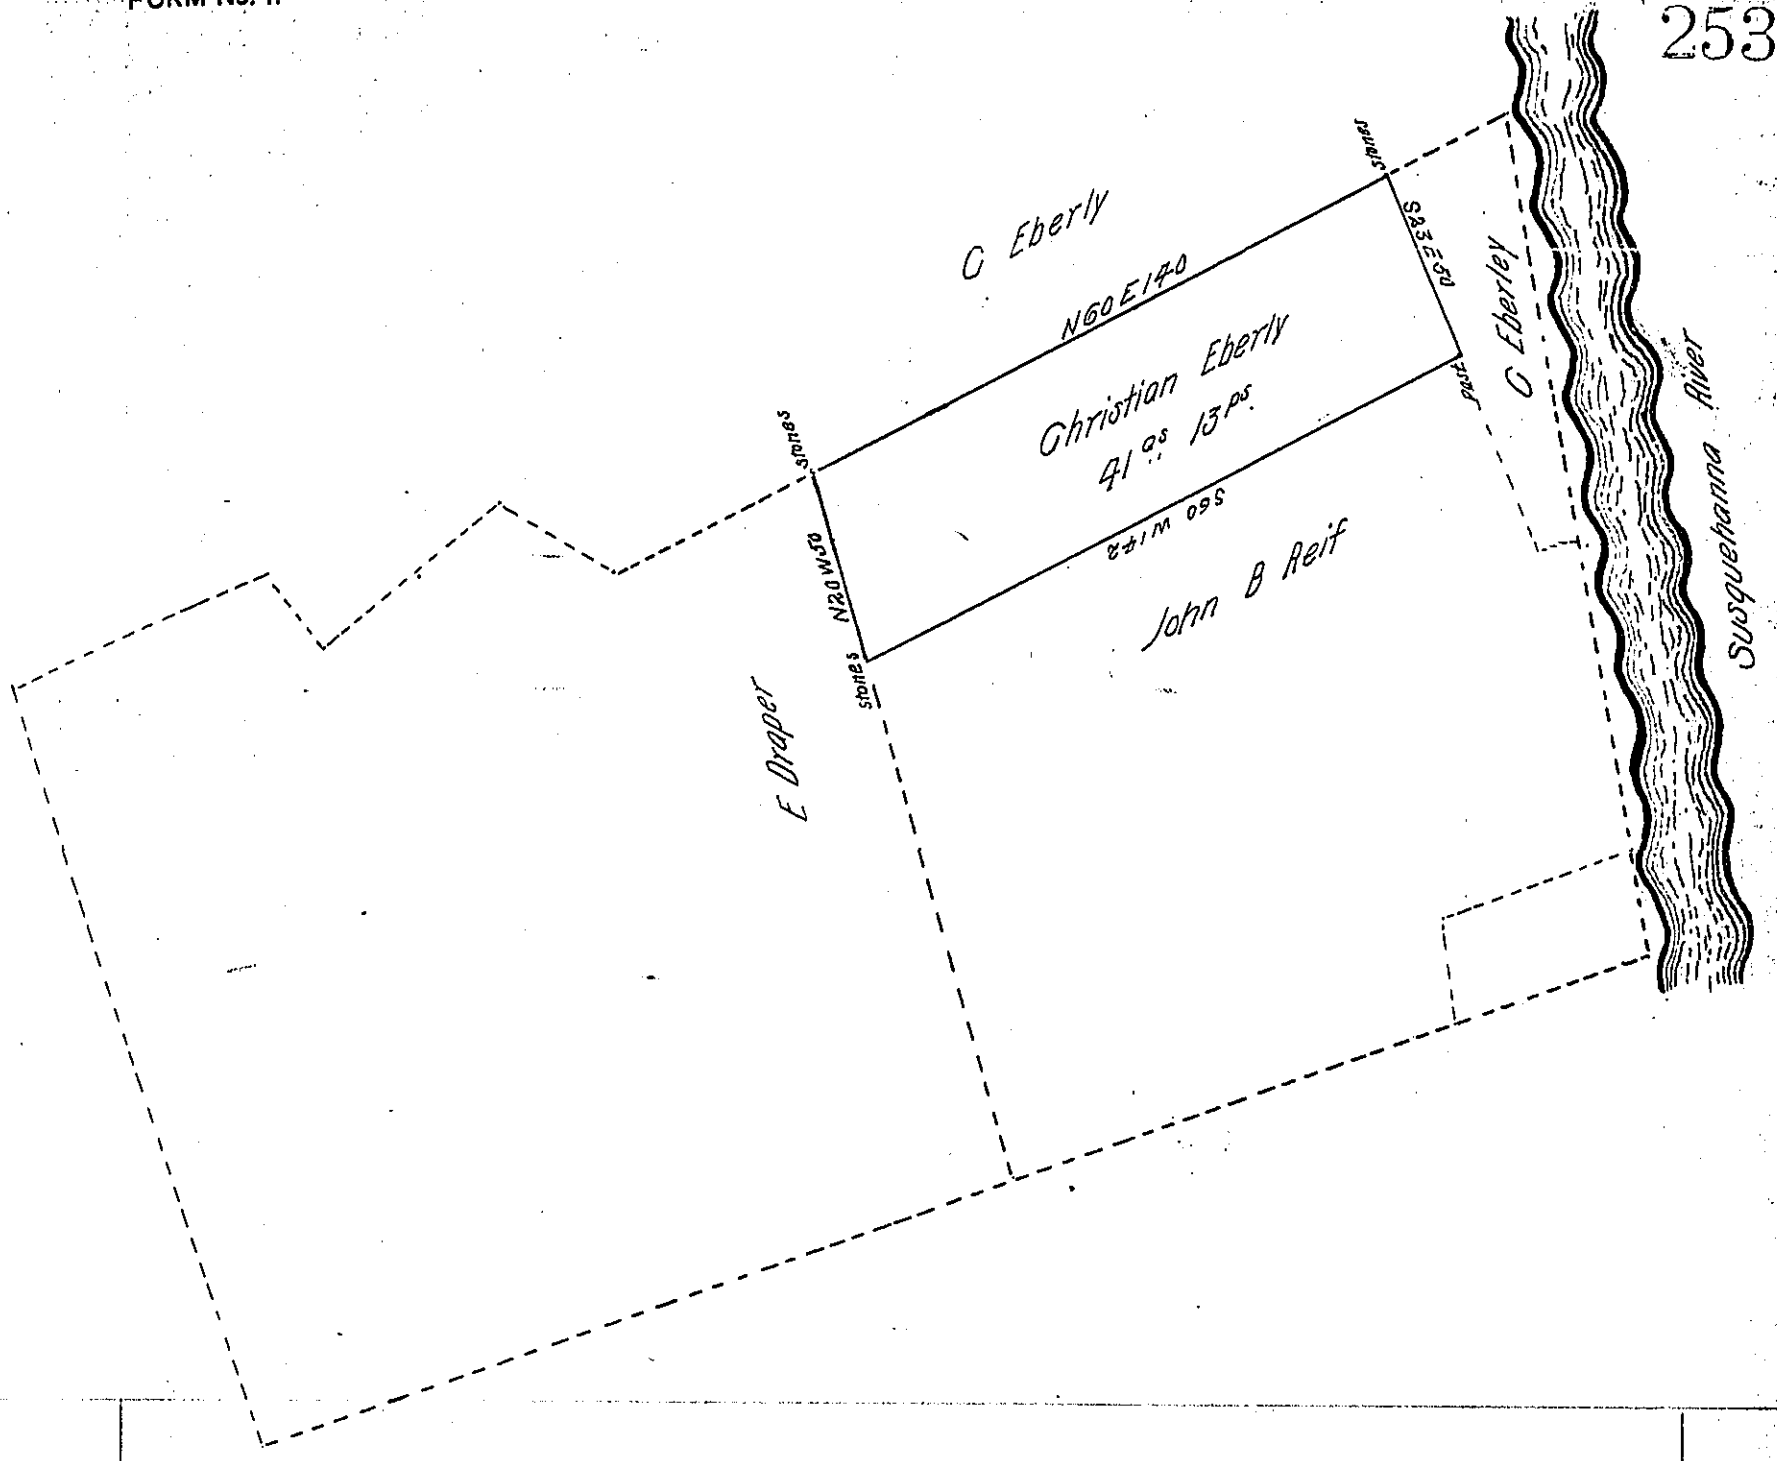 FORM No. 1.
253
stones
C Eberly
S23E50
N60E140
C Eberley
Christian Eberly
41 as 13 ps.
River
post
stones
S60 W142
Susquehanna
N20W50
John B Reif
stones
E Draper